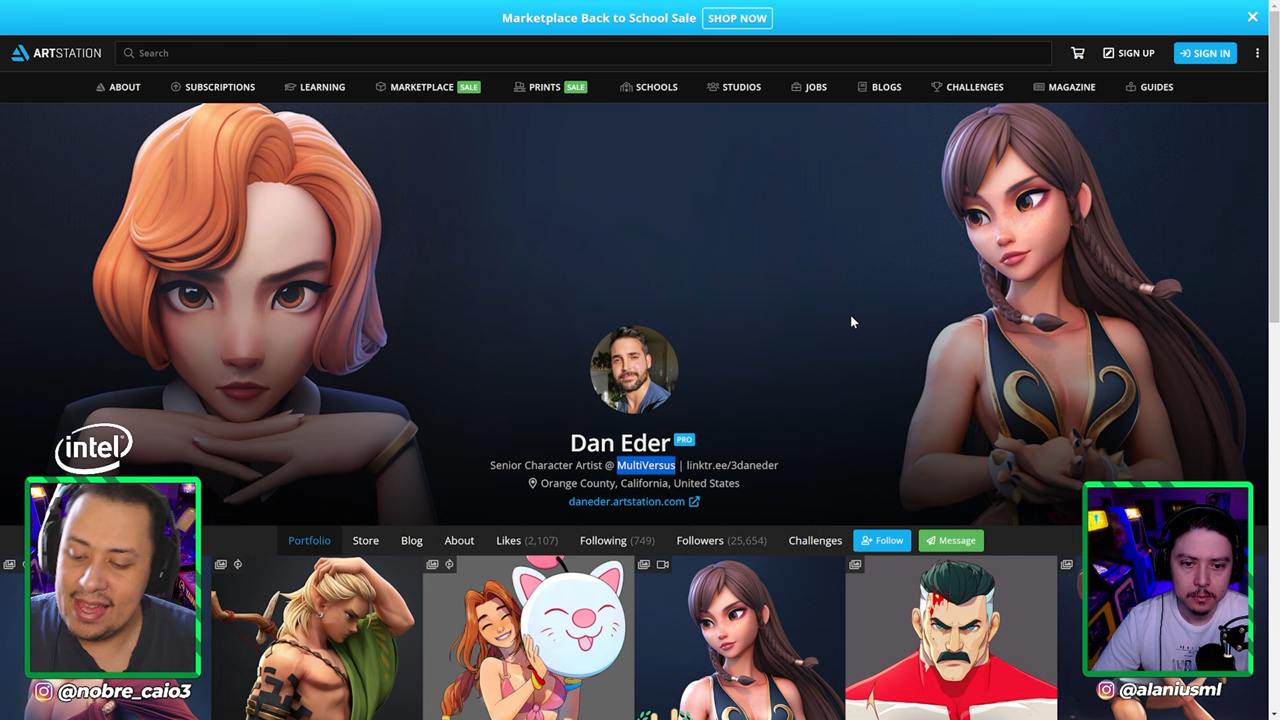 Marketplace Back to School Sale SHOP NOW
ARTSTATION Search SIGN UP SIGN IN
ABOUT SUBSCRIPTIONS LEARNING MARKETPLACE SALE PRINTS SALE SCHOOLS STUDIOS JOBS BLOGS CHALLENGES MAGAZINE GUIDES
Dan Eder PRO
Senior Character Artist @ MultiVersus | linktr.ee/3daneder
Orange County, California, United States
daneder.artstation.com
intel
Portfolio Store Blog About Likes (2,107) Following (749) Followers (25,654) Challenges Follow Message
@nobre_caio3
@alaniusml